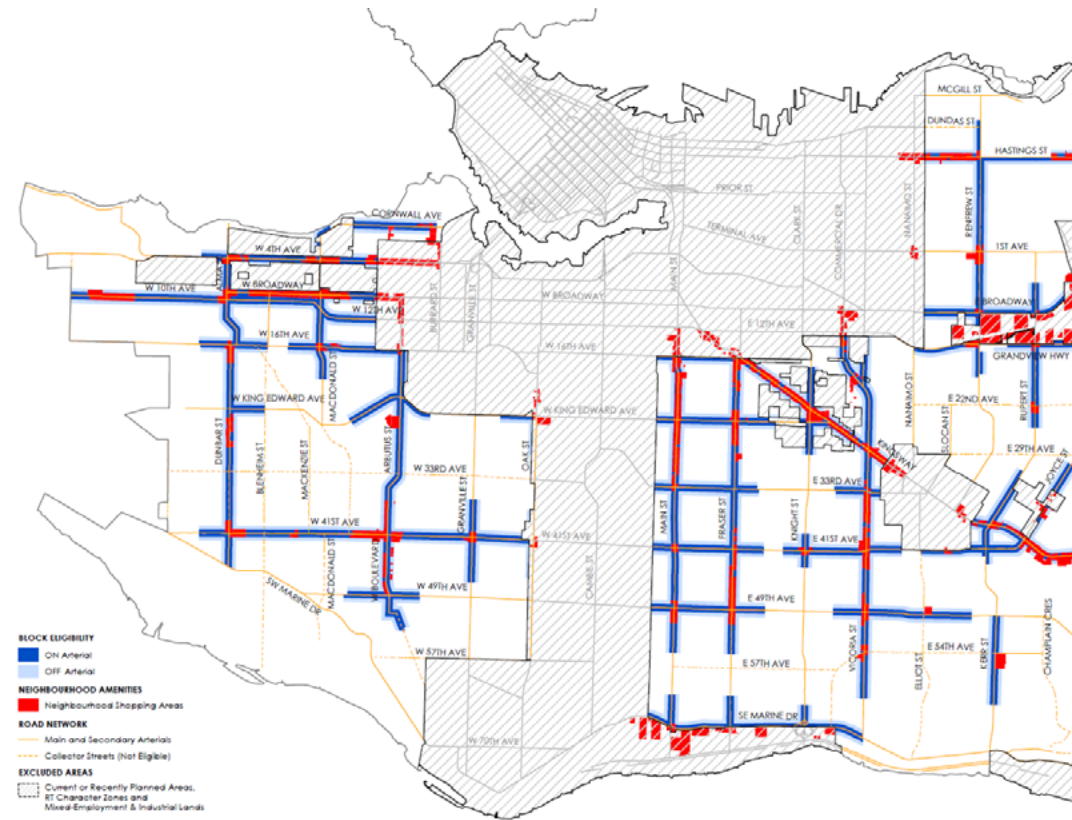 MCGILL ST
DUNDAS ST
HASTINGS ST
PRIOR ST
NANAIMO ST
RENFREW ST
CLARK ST
COMMERCIAL DR
TERMINAL AVE
CORNWALL AVE
MAIN ST
1ST AVE
W 4TH AVE
ALMA
W BROADWAY
W 10TH AVE
BURRARD ST
GRANVILLE ST
W BROADWAY
E BROADWAY
W 12TH AVE
E 12TH AVE
W 16TH AVE
W 16TH AVE
GRANDVIEW HWY
MACDONALD ST
NANAIMO ST
SLOCAN ST
RUPERT ST
E 22ND AVE
W KING EDWARD AVE
W KING EDWARD AVE
DUNBAR ST
BLENHEIM ST
MACKENZIE ST
ARBUTUS ST
OAK ST
KINGSWAY
E 29TH AVE
JOYCE ST
W 33RD AVE
E 33RD AVE
GRANVILLE ST
MAIN ST
FRASER ST
KNIGHT ST
W 41ST AVE
W 41ST AVE
E 41ST AVE
MACDONALD ST
W BOULEVARD
CAMBIE ST
SW MARINE DR
W 49TH AVE
E 49TH AVE
VICORIA ST
ELLIOT ST
KERR ST
CHAMPLAIN CRES
E 54TH AVE
W 57TH AVE
E 57TH AVE
SE MARINE DR
W 70TH AVE
BLOCK ELIGIBILITY
ON Arterial
OFF Arterial
NEIGHBOURHOOD AMENITIES
Neighbourhood Shopping Areas
ROAD NETWORK
Main and Secondary Arterials
Collector Streets (Not Eligible)
EXCLUDED AREAS
Current or Recently Planned Areas,
RT Character Zones and
Mixed-Employment & Industrial Lands